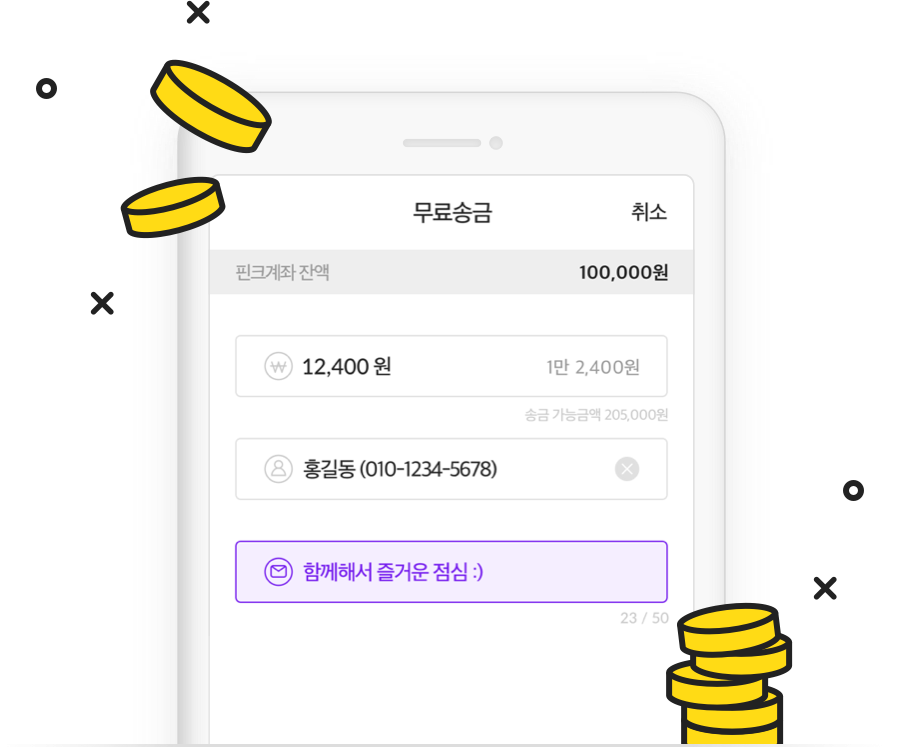 무료송금 취소
핀크계좌 잔액 100,000원
₩ 12,400 원 1만 2,400원
송금 가능금액 205,000원
홍길동 (010-1234-5678)
함께해서 즐거운 점심 :)
23 / 50